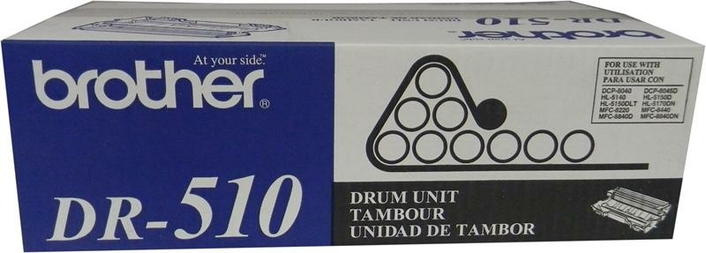 brother
DR-510
At your side.
brother®
DR-510
FOR USE WITH
UTILISATION
PARA USAR CON
DCP-8040 DCP-8045D
HL-5140 HL-5150D
HL-5150DLT HL-5170DN
MFC-8220 MFC-8440
MFC-8840D MFC-8840DN
DRUM UNIT
TAMBOUR
UNIDAD DE TAMBOR